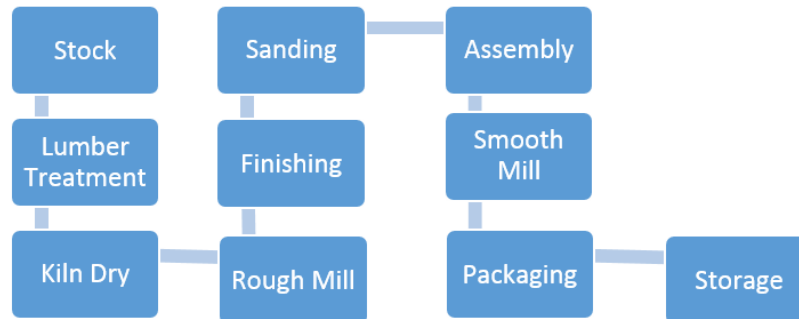 Stock
Lumber
Treatment
Kiln Dry
Rough Mill
Finishing
Sanding
Assembly
Smooth
Mill
Packaging
Storage